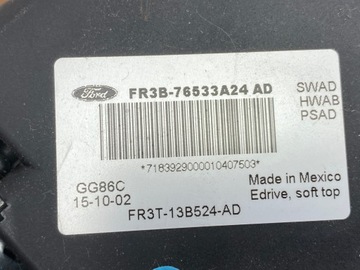 Ford
FR3B-76533A24 AD
SWAD
HWAB
PSAD
*7183929000010407503*
GG86C
15-10-02
Made in Mexico
Edrive, soft top
FR3T-13B524-AD